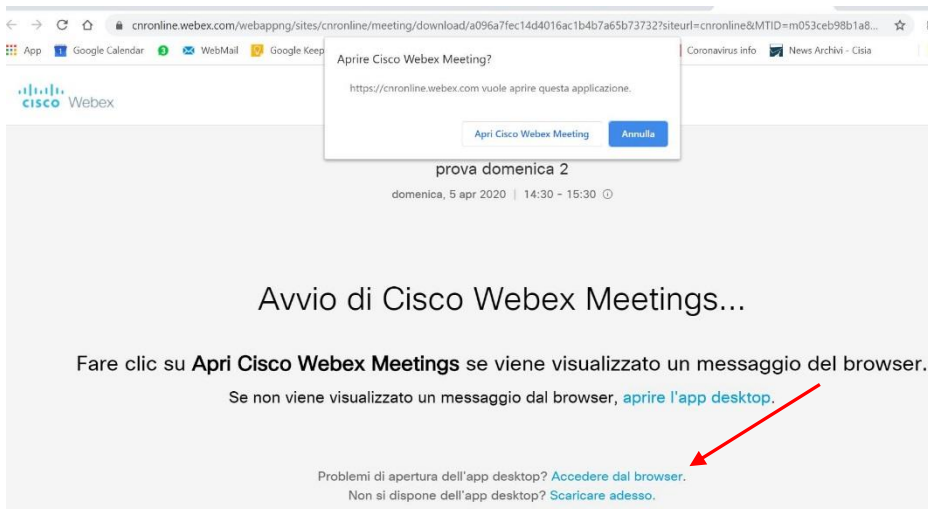 cnronline.webex.com/webappng/sites/cnronline/meeting/download/a096a7fec14d4016ac1b4b7a65b73732?siteurl=cnronline&MTID=m053ceb98b1a8...
App Google Calendar WebMail Google Keep Coronavirus info News Archivi - Cisia
Aprire Cisco Webex Meeting?
https://cnronline.webex.com vuole aprire questa applicazione.
Apri Cisco Webex Meeting Annulla
cisco Webex
prova domenica 2
domenica, 5 apr 2020 | 14:30 - 15:30
Avvio di Cisco Webex Meetings...
Fare clic su Apri Cisco Webex Meetings se viene visualizzato un messaggio del browser.
Se non viene visualizzato un messaggio dal browser, aprire l'app desktop.
Problemi di apertura dell'app desktop? Accedere dal browser.
Non si dispone dell'app desktop? Scaricare adesso.